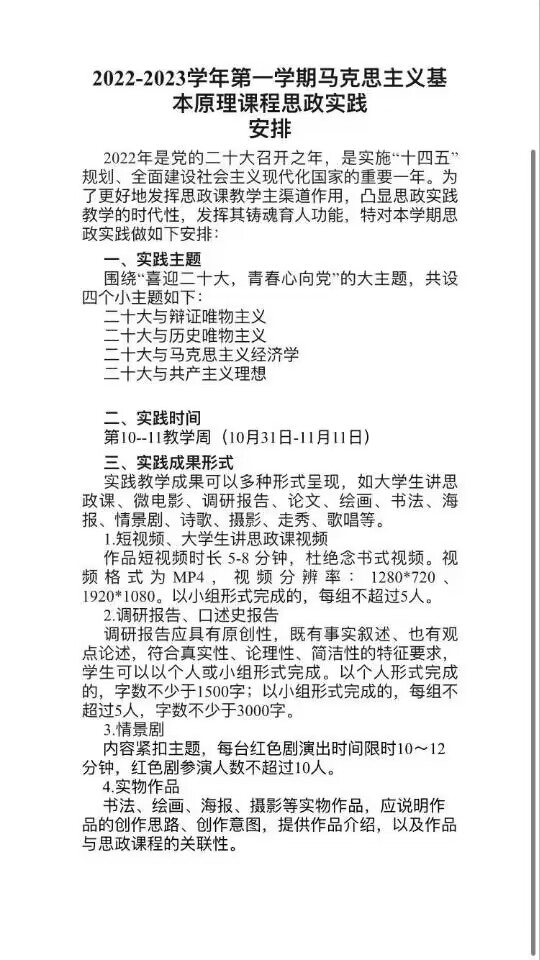 2022-2023学年第一学期马克思主义基
本原理课程思政实践
安排
2022年是党的二十大召开之年，是实施“十四五”
规划、全面建设社会主义现代化国家的重要一年。为
了更好地发挥思政课教学主渠道作用，凸显思政实践
教学的时代性，发挥其铸魂育人功能，特对本学期思
政实践做如下安排：
一、实践主题
围绕“喜迎二十大，青春心向党”的大主题，共设
四个小主题如下：
二十大与辩证唯物主义
二十大与历史唯物主义
二十大与马克思主义经济学
二十大与共产主义理想
二、实践时间
第10--11教学周（10月31日-11月11日）
三、实践成果形式
实践教学成果可以多种形式呈现，如大学生讲思
政课、微电影、调研报告、论文、绘画、书法、海
报、情景剧、诗歌、摄影、走秀、歌唱等。
1.短视频、大学生讲思政课视频
作品短视频时长 5-8 分钟，杜绝念书式视频。视
频格式为MP4，视频分辨率：1280*720、
1920*1080。以小组形式完成的，每组不超过5人。
2.调研报告、口述史报告
调研报告应具有原创性，既有事实叙述、也有观
点论述，符合真实性、论理性、简洁性的特征要求，
学生可以以个人或小组形式完成。以个人形式完成
的，字数不少于1500字；以小组形式完成的，每组不
超过5人，字数不少于3000字。
3.情景剧
内容紧扣主题，每台红色剧演出时间限时10～12
分钟，红色剧参演人数不超过10人。
4.实物作品
书法、绘画、海报、摄影等实物作品，应说明作
品的创作思路、创作意图，提供作品介绍，以及作品
与思政课程的关联性。